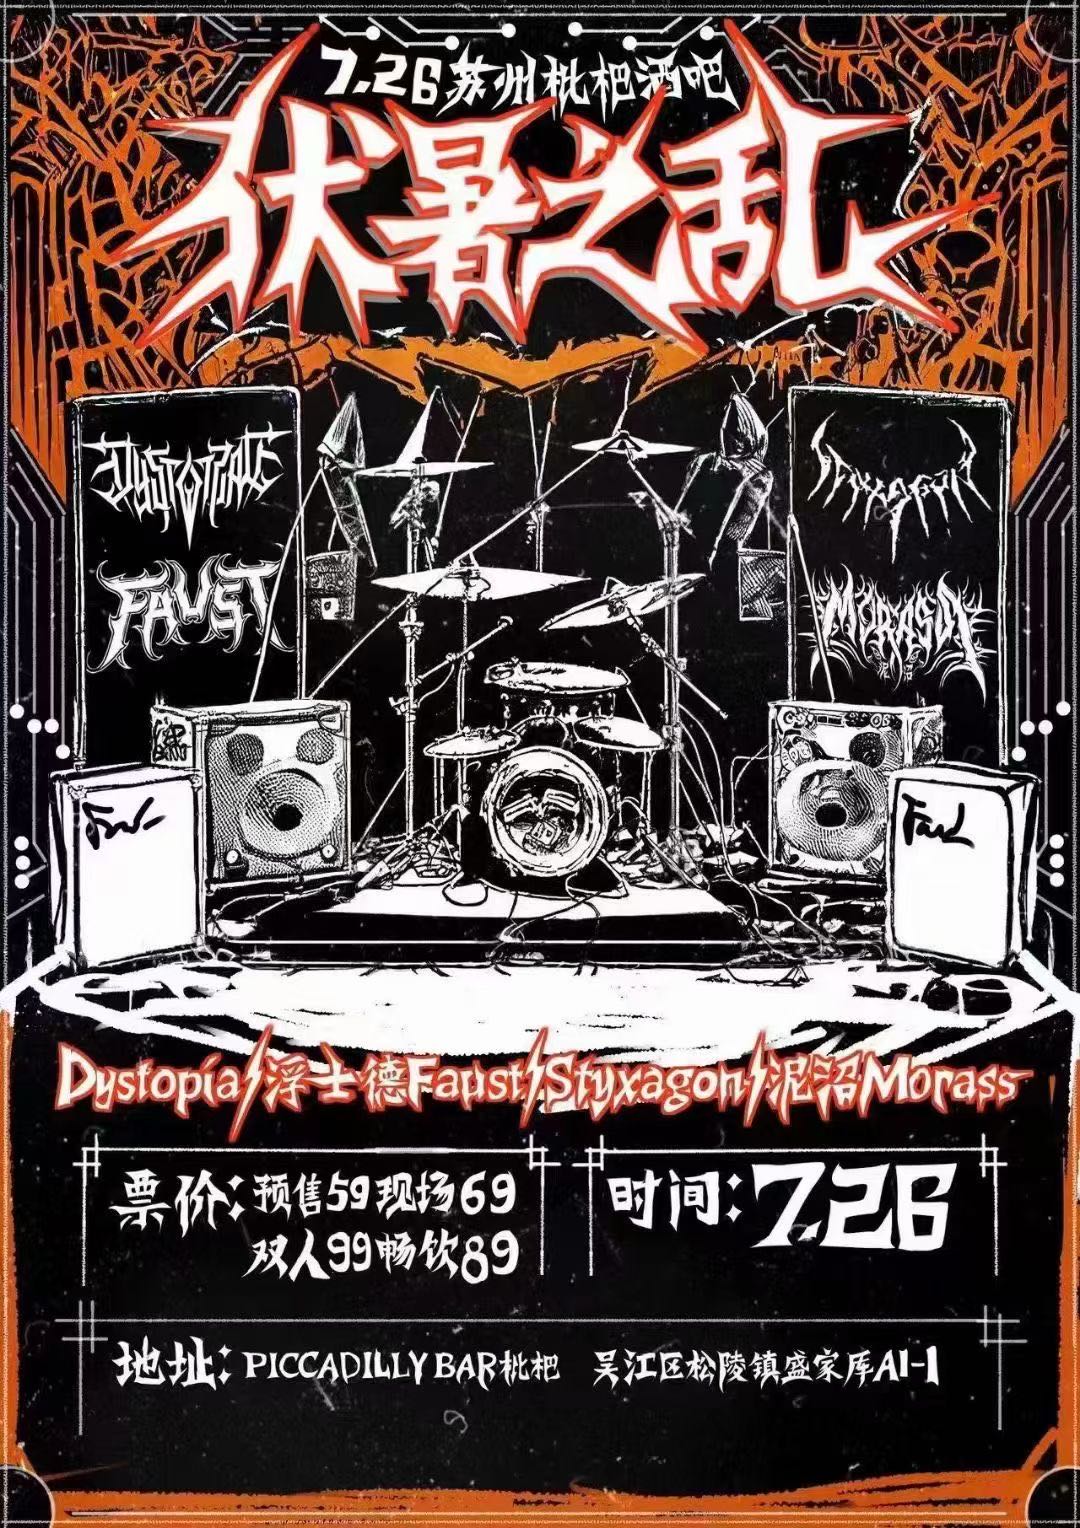 7.26苏州枇杷酒吧
伏暑之乱
DYSTOPIA
STYXAGON
FAUST
MORASS
Dystopia/浮士德Faust/Styxagon/泥沼Morass
票价：预售59现场69
双人99畅饮89
时间：7.26
地址：PICCADILLY BAR枇杷 吴江区松陵镇盛家厍A1-1